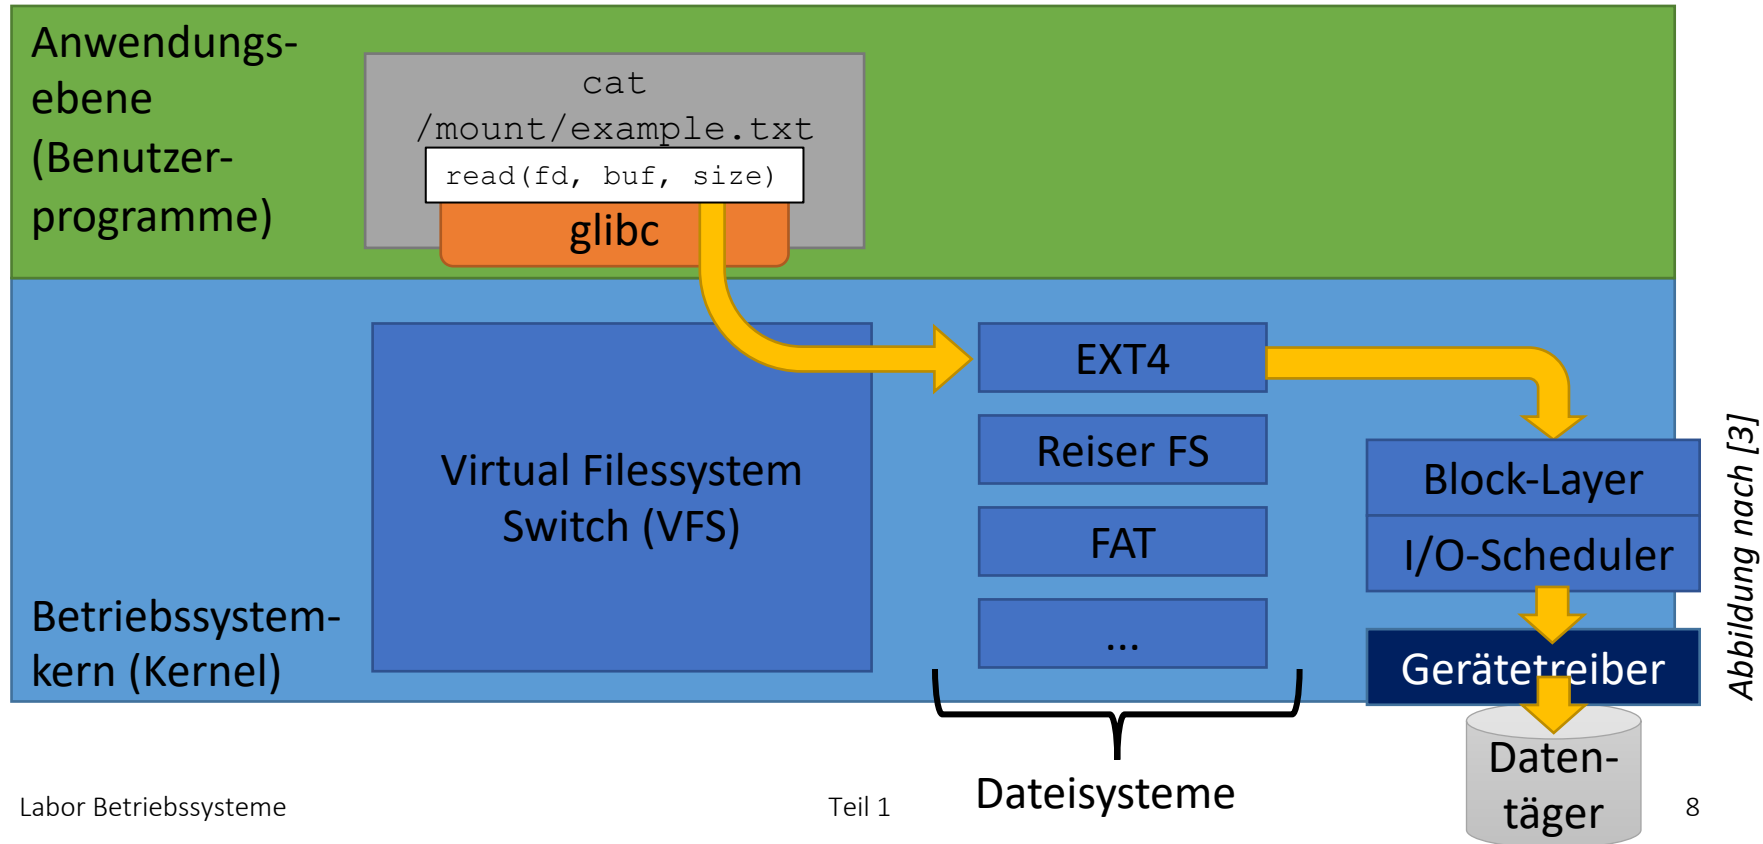 Anwendungs-
ebene
(Benutzer-
programme)
cat
/mount/example.txt
read(fd, buf, size)
glibc
Virtual Filessystem
Switch (VFS)
EXT4
Reiser FS
FAT
...
Block-Layer
I/O-Scheduler
Gerätetreiber
Betriebssystem-
kern (Kernel)
Abbildung nach [3]
Dateisysteme
Daten-
täger
Labor Betriebssysteme
Teil 1
8